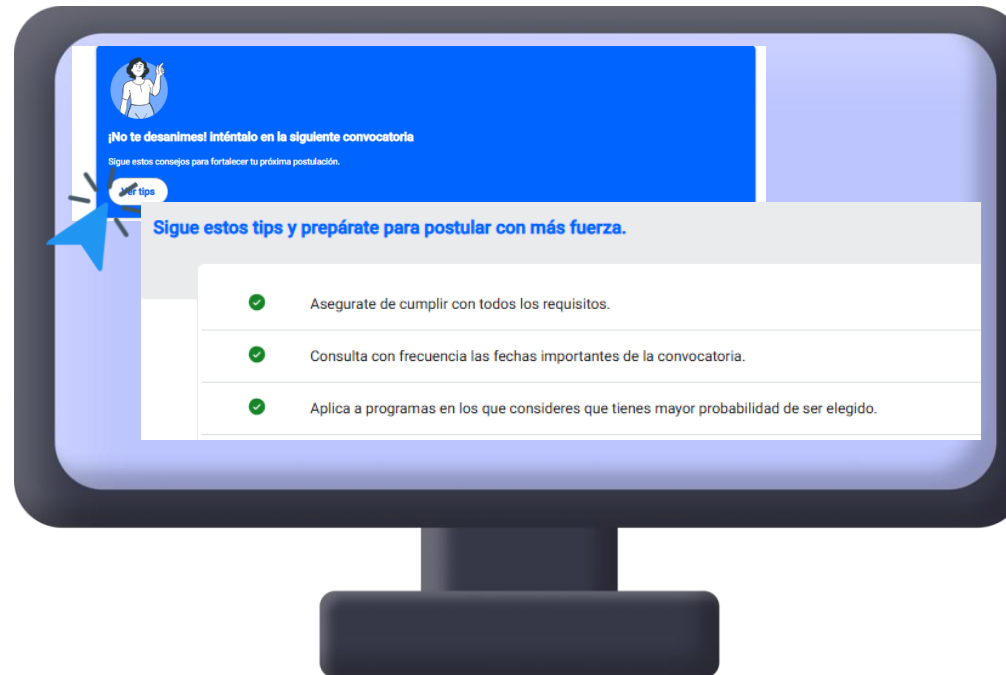 ¡No te desanimes! inténtalo en la siguiente convocatoria
Sigue estos consejos para fortalecer tu próxima postulación.
Ver tips
Sigue estos tips y prepárate para postular con más fuerza.
Asegurate de cumplir con todos los requisitos.
Consulta con frecuencia las fechas importantes de la convocatoria.
Aplica a programas en los que consideres que tienes mayor probabilidad de ser elegido.